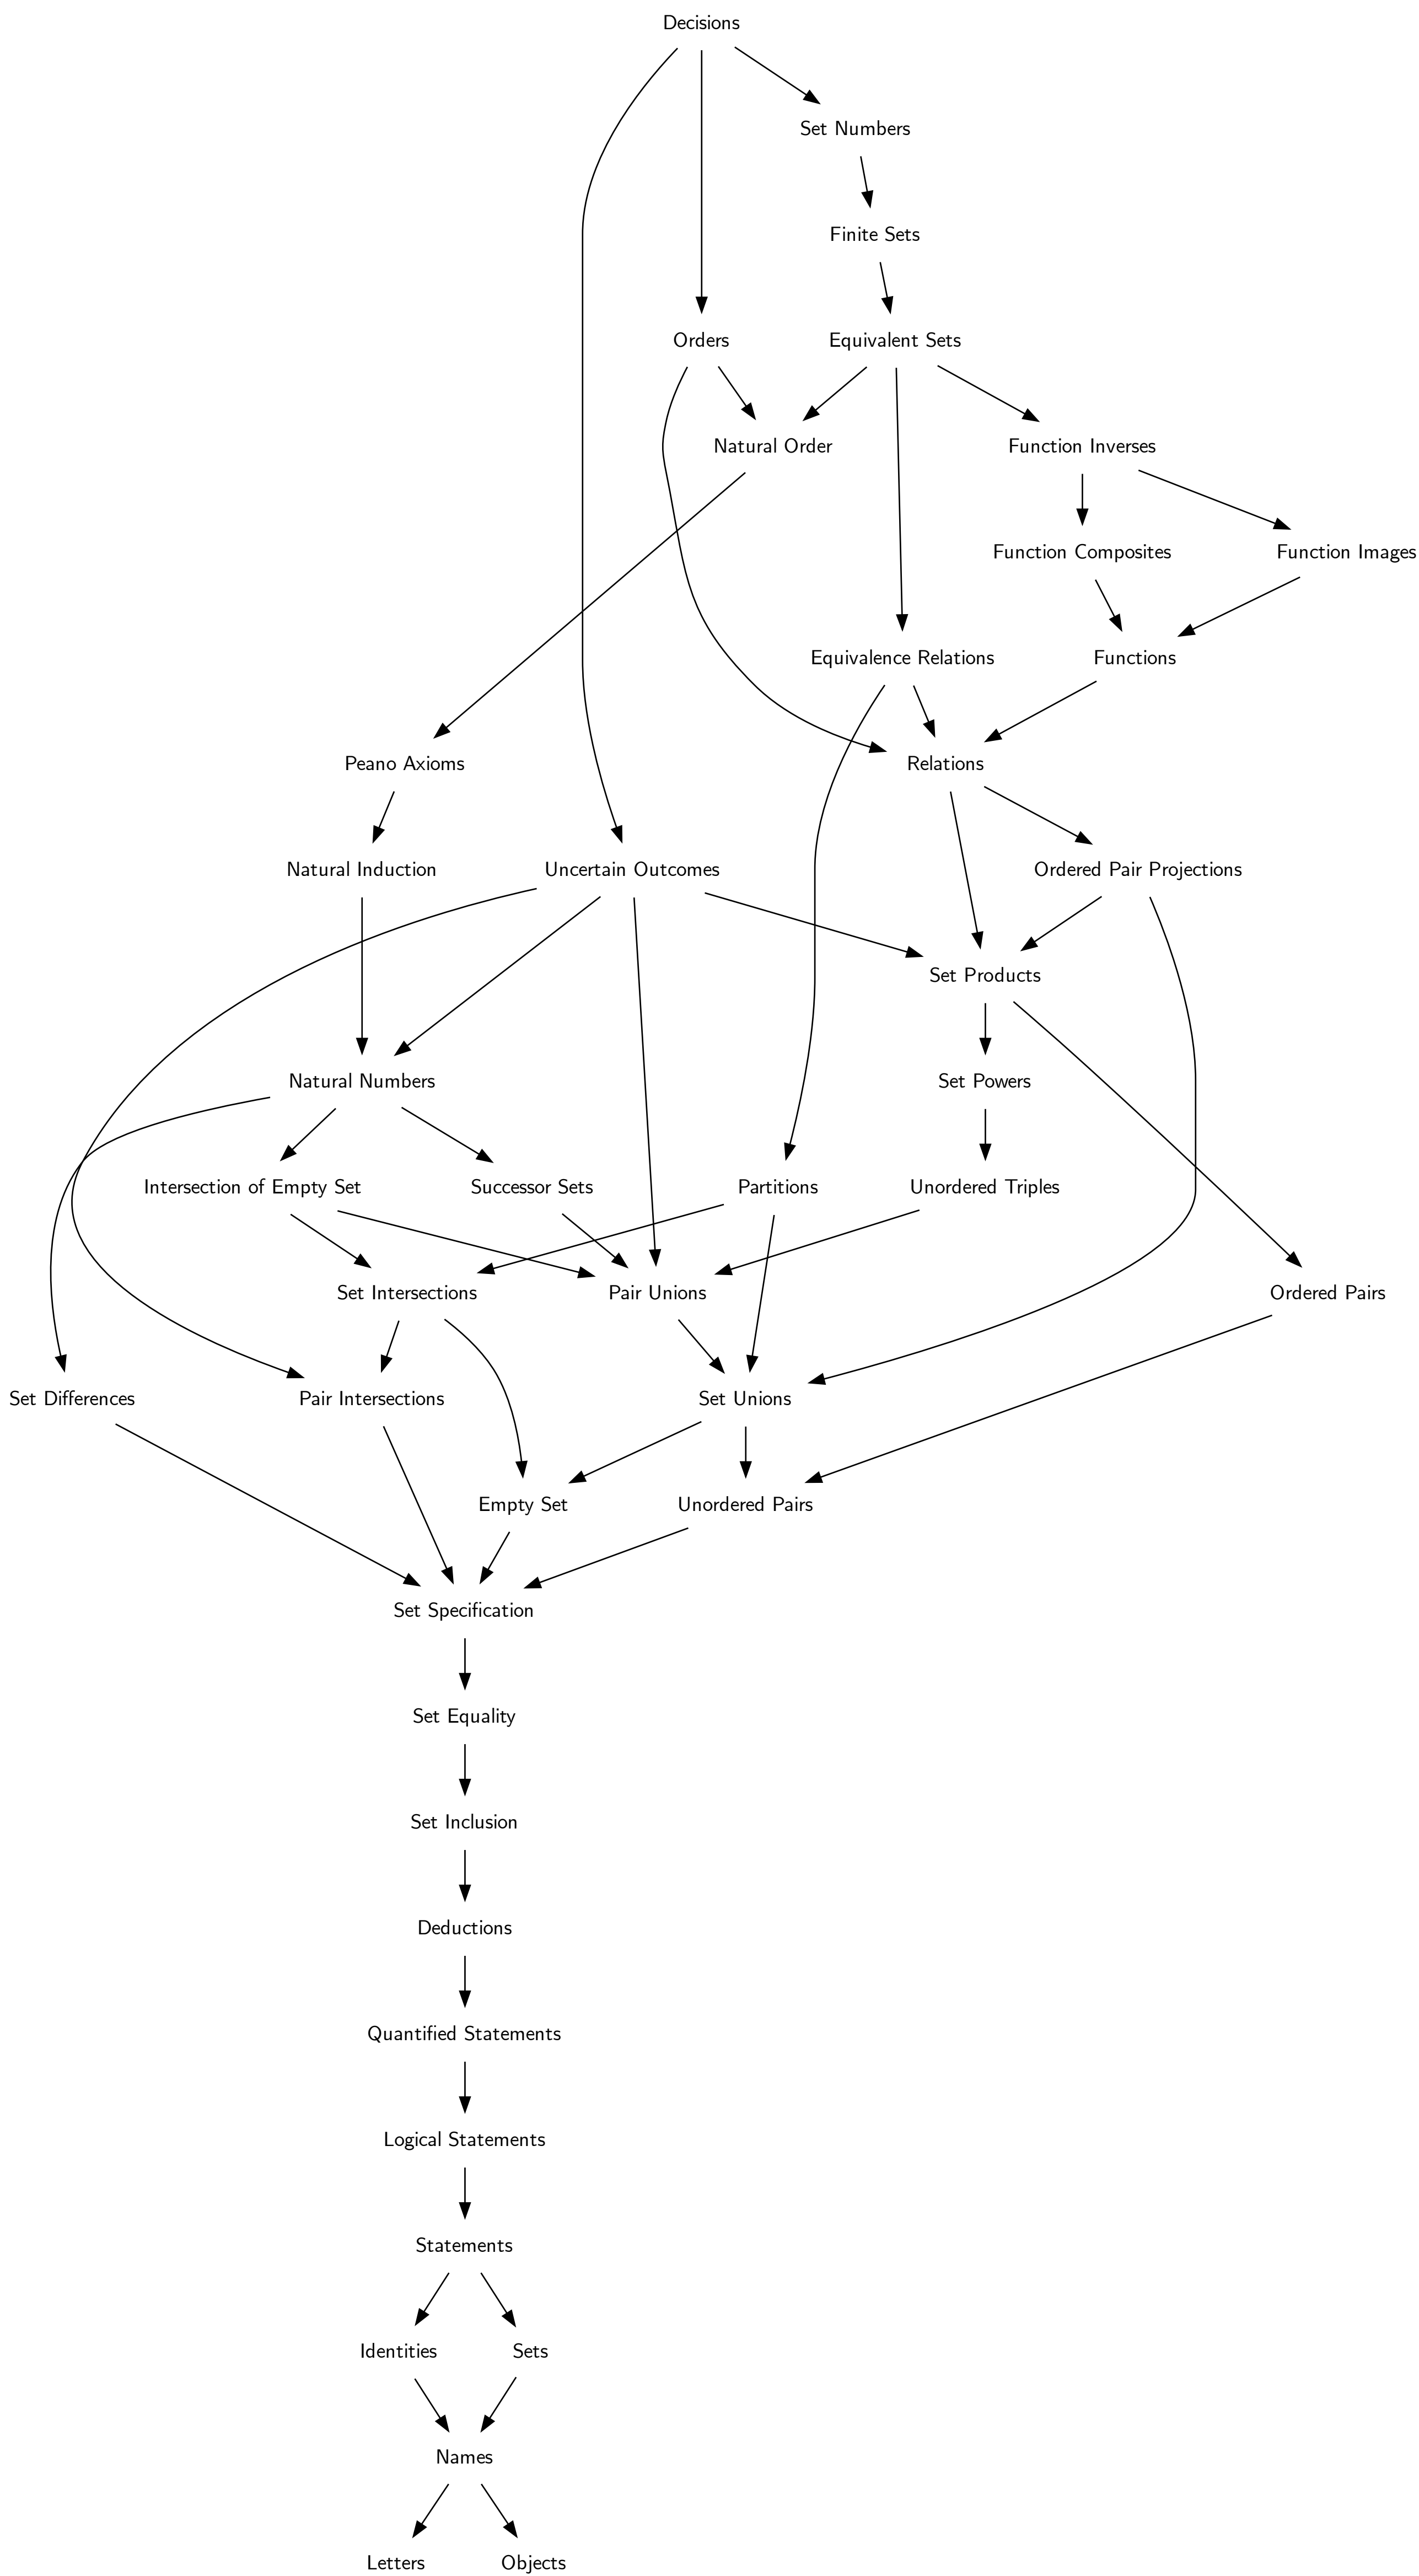 Decisions
Set Numbers
Finite Sets
Orders
Equivalent Sets
Natural Order
Function Inverses
Function Composites
Function Images
Equivalence Relations
Functions
Peano Axioms
Relations
Natural Induction
Uncertain Outcomes
Ordered Pair Projections
Set Products
Natural Numbers
Set Powers
Intersection of Empty Set
Successor Sets
Partitions
Unordered Triples
Set Intersections
Pair Unions
Ordered Pairs
Set Differences
Pair Intersections
Set Unions
Empty Set
Unordered Pairs
Set Specification
Set Equality
Set Inclusion
Deductions
Quantified Statements
Logical Statements
Statements
Identities
Sets
Names
Letters
Objects